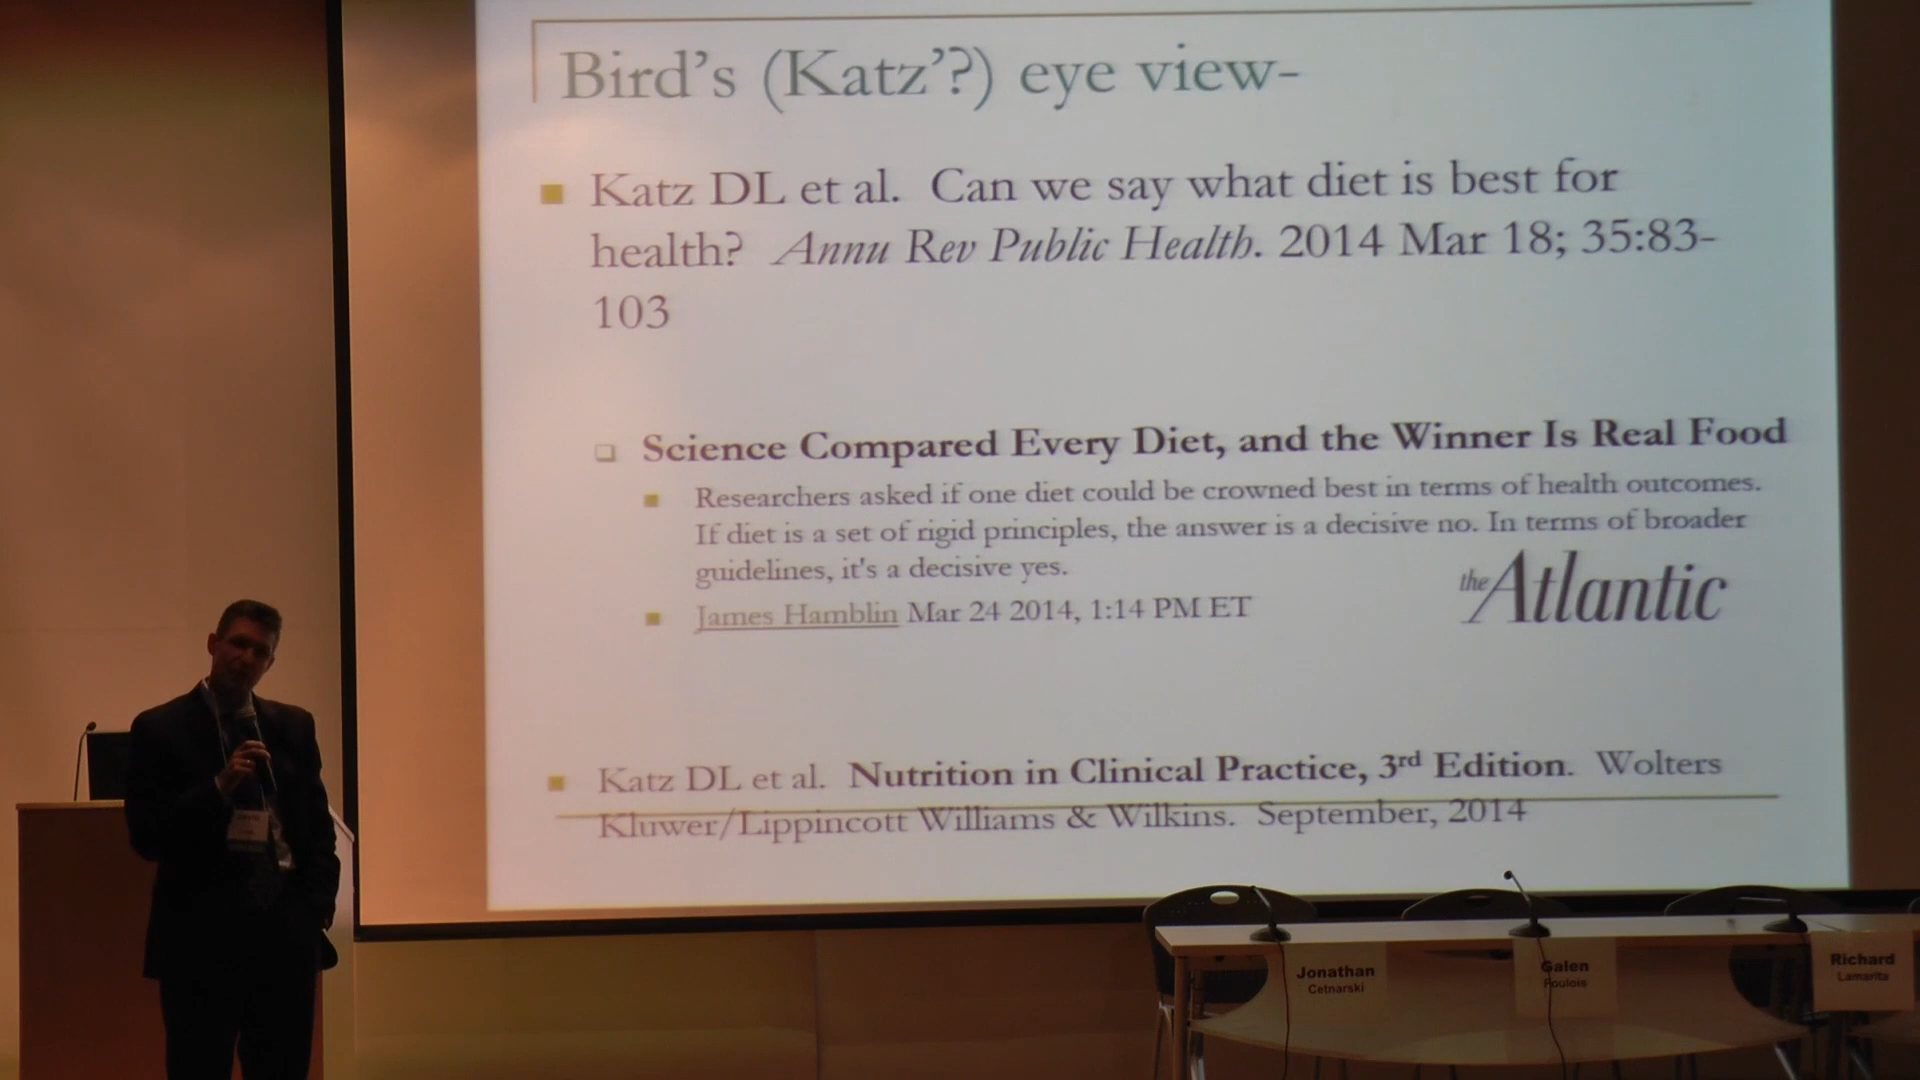 Bird's (Katz'?) eye view-
Katz DL et al. Can we say what diet is best for
health? Annu Rev Public Health. 2014 Mar 18; 35:83-
103
Science Compared Every Diet, and the Winner Is Real Food
Researchers asked if one diet could be crowned best in terms of health outcomes.
If diet is a set of rigid principles, the answer is a decisive no. In terms of broader
guidelines, it's a decisive yes.
James Hamblin Mar 24 2014, 1:14 PM ET
the Atlantic
Katz DL et al. Nutrition in Clinical Practice, 3rd Edition. Wolters
Kluwer/Lippincott Williams & Wilkins. September, 2014
Jonathan
Cetnarski
Galen
Foulois
Richard
Lamarita